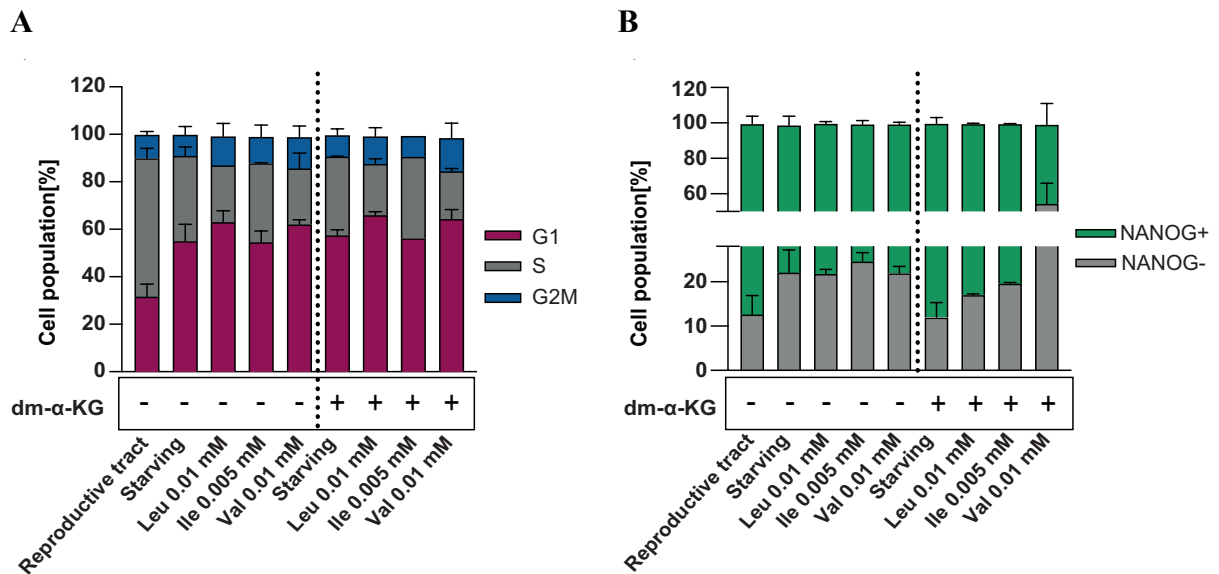 A
120
100
80
60
40
20
0
Cell population[%]
G1
S
G2M
dm-α-KG
- - - - - + + + +
Reproductive tract
Starving
Leu 0.01 mM
Ile 0.005 mM
Val 0.01 mM
Starving
Leu 0.01 mM
Ile 0.005 mM
Val 0.01 mM
B
120
100
80
60
20
10
0
Cell population[%]
NANOG+
NANOG-
dm-α-KG
- - - - - + + + +
Reproductive tract
Starving
Leu 0.01 mM
Ile 0.005 mM
Val 0.01 mM
Starving
Leu 0.01 mM
Ile 0.005 mM
Val 0.01 mM